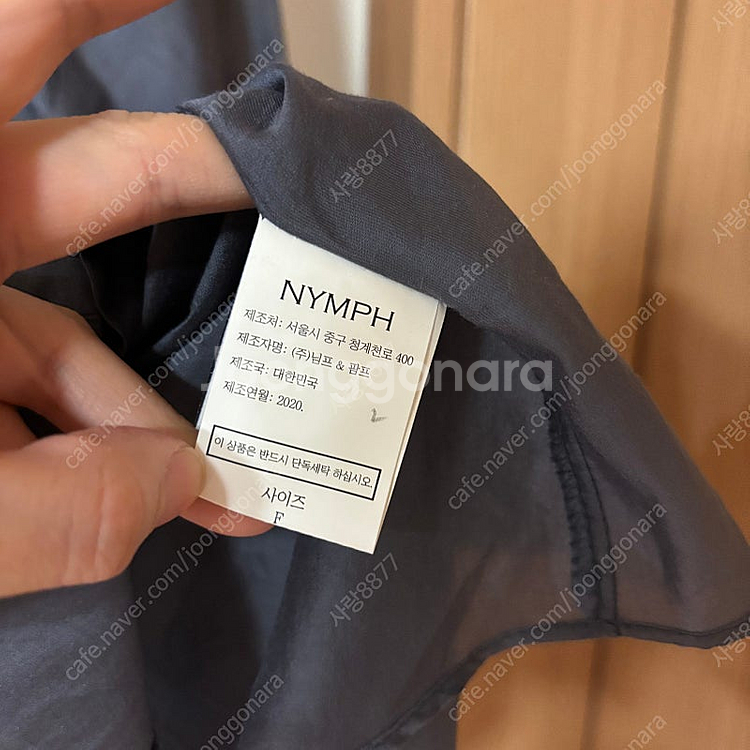 NYMPH
제조처: 서울시 중구 청계천로 400
제조자명: (주)님프 & 팜프
제조국: 대한민국
제조연월: 2020.
이 상품은 반드시 단독세탁 하십시오.
사이즈
F
Joonggonara
cafe.naver.com/joonggonara
사랑8877